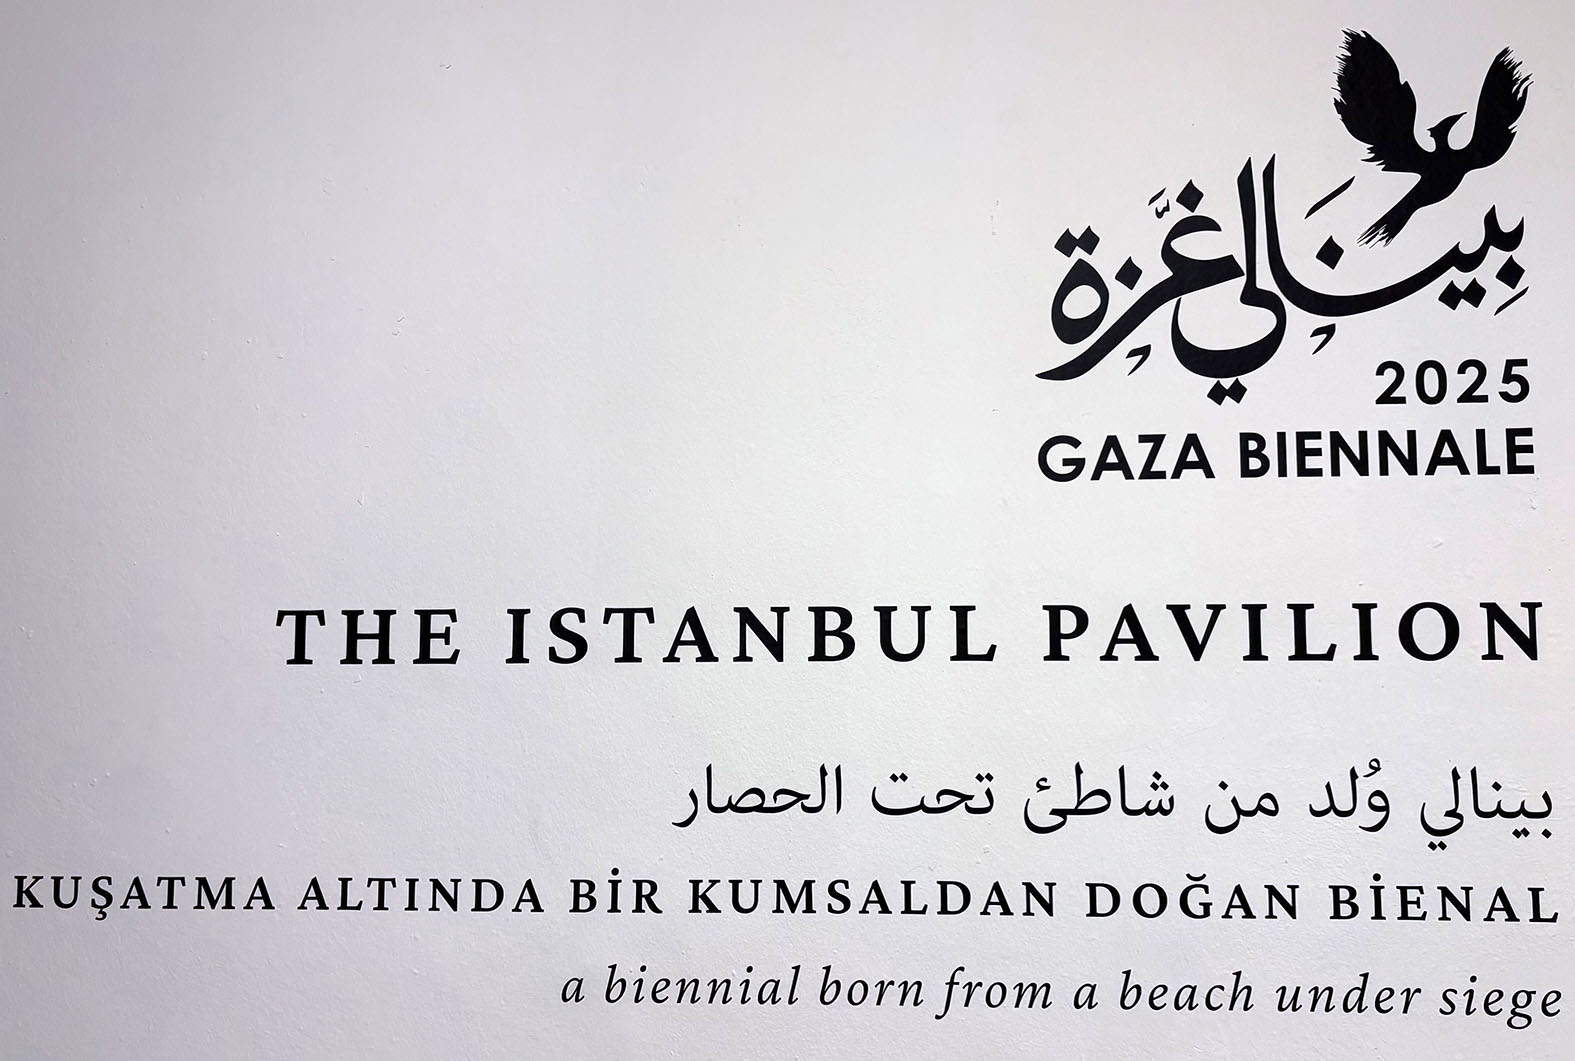 بينالي غزة
2025
GAZA BIENNALE
THE ISTANBUL PAVILION
بينالي وُلد من شاطئ تحت الحصار
KUŞATMA ALTINDA BİR KUMSALDAN DOĞAN BİENAL
a biennial born from a beach under siege